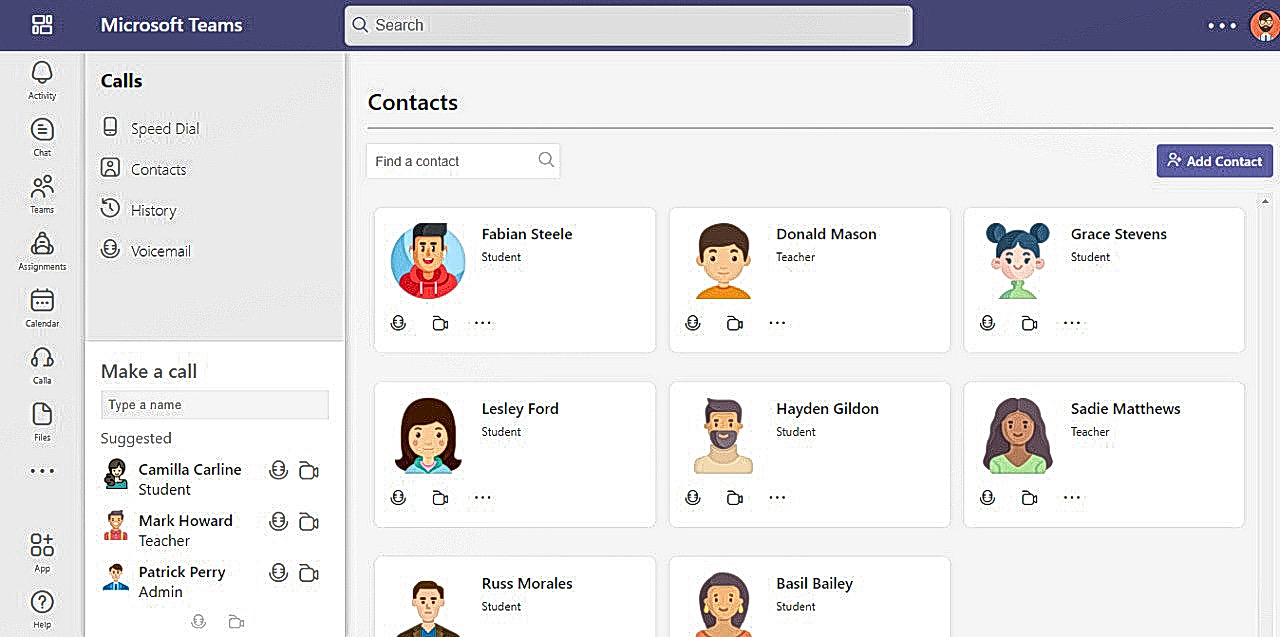 Microsoft Teams
Search
Activity
Chat
Teams
Assignments
Calendar
Calla
Files
App
Help
Calls
Speed Dial
Contacts
History
Voicemail
Make a call
Type a name
Suggested
Camilla Carline
Student
Mark Howard
Teacher
Patrick Perry
Admin
Contacts
Find a contact
Add Contact
Fabian Steele
Student
Donald Mason
Teacher
Grace Stevens
Student
Lesley Ford
Student
Hayden Gildon
Student
Sadie Matthews
Teacher
Russ Morales
Student
Basil Bailey
Student